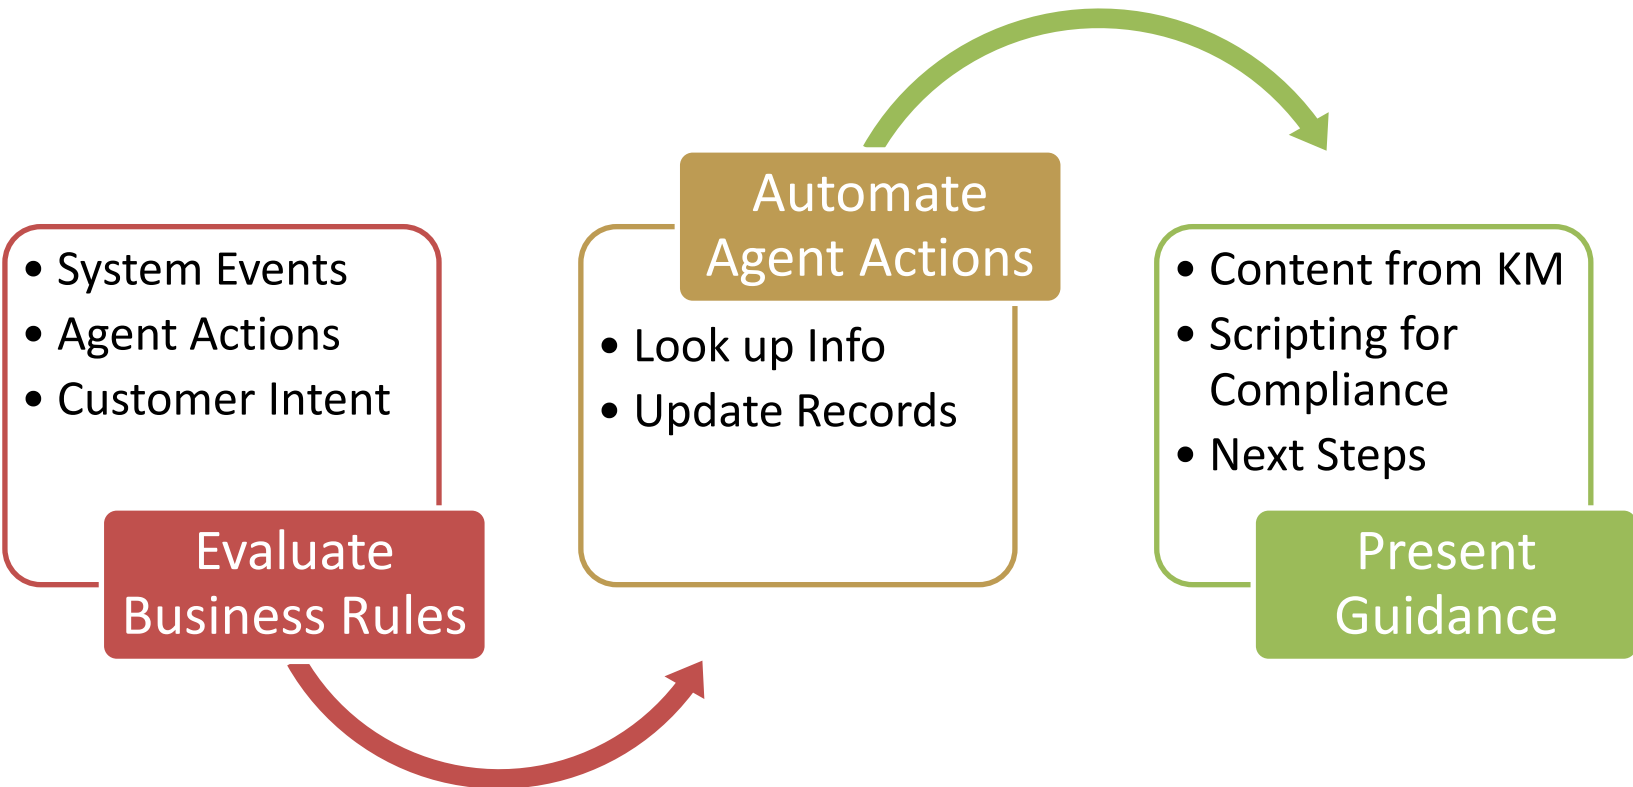 • System Events
• Agent Actions
• Customer Intent
Evaluate
Business Rules
Automate
Agent Actions
• Look up Info
• Update Records
• Content from KM
• Scripting for
Compliance
• Next Steps
Present
Guidance